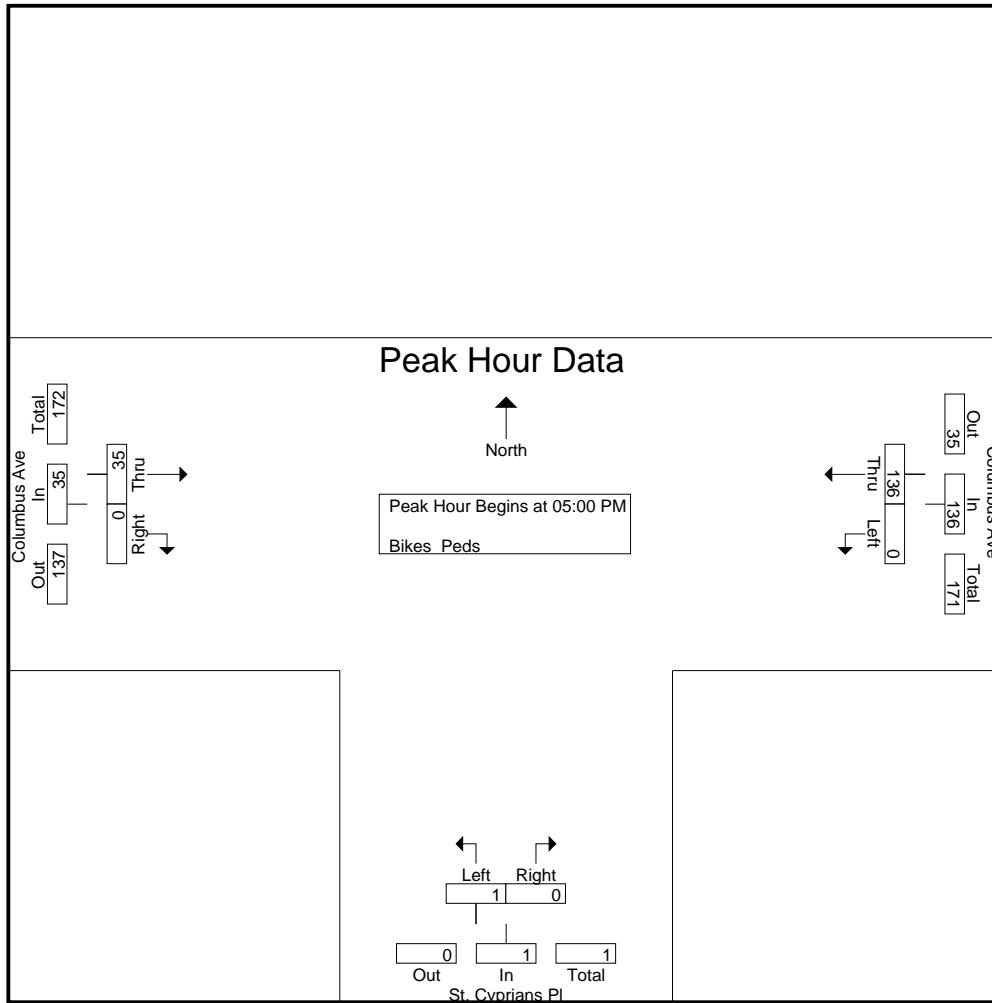 Peak Hour Data
North
Peak Hour Begins at 05:00 PM
Bikes Peds
Columbus Ave
Out In Total
137 35 172
Right Thru
0 35
Columbus Ave
Out In Total
35 136 171
Thru Left
136 0
Left Right
1 0
0 1 1
Out In Total
St. Cyprians Pl